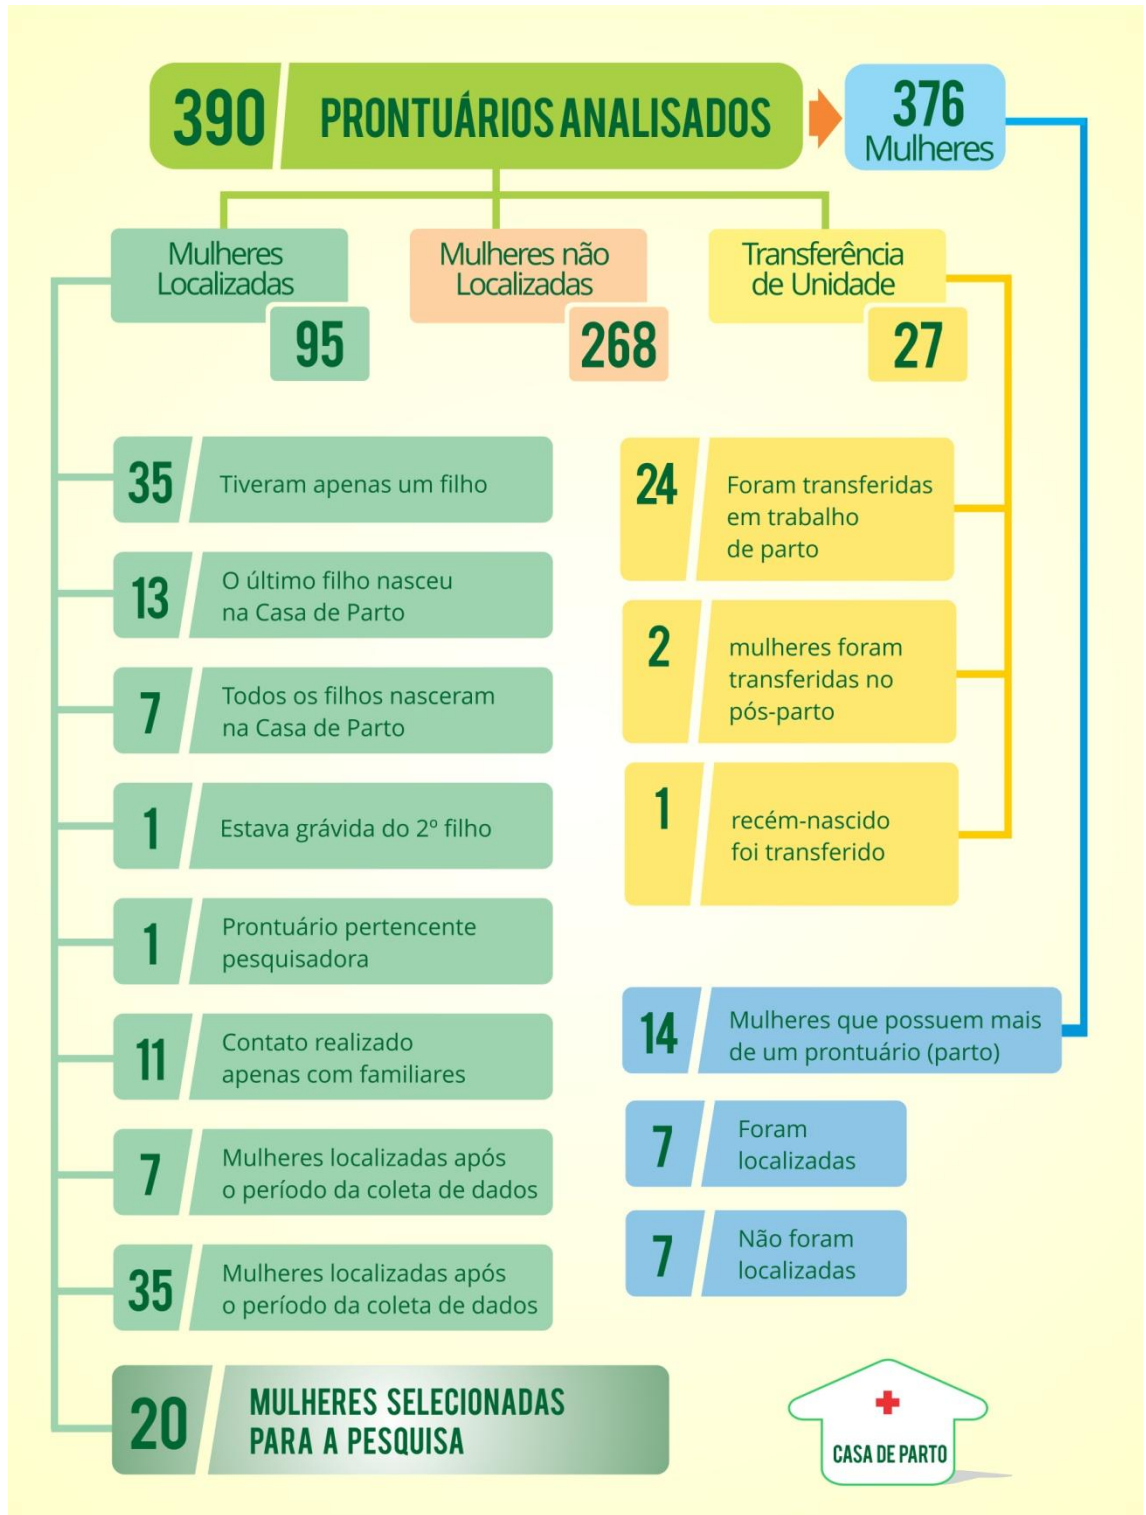 390 PRONTUÁRIOS ANALISADOS
376
Mulheres
Mulheres
Localizadas
95
Mulheres não
Localizadas
268
Transferência
de Unidade
27
35 Tiveram apenas um filho
13 O último filho nasceu
na Casa de Parto
7 Todos os filhos nasceram
na Casa de Parto
1 Estava grávida do 2º filho
1 Prontuário pertencente
pesquisadora
11 Contato realizado
apenas com familiares
7 Mulheres localizadas após
o período da coleta de dados
35 Mulheres localizadas após
o período da coleta de dados
20 MULHERES SELECIONADAS
PARA A PESQUISA
24 Foram transferidas
em trabalho
de parto
2 mulheres foram
transferidas no
pós-parto
1 recém-nascido
foi transferido
14 Mulheres que possuem mais
de um prontuário (parto)
7 Foram
localizadas
7 Não foram
localizadas
CASA DE PARTO